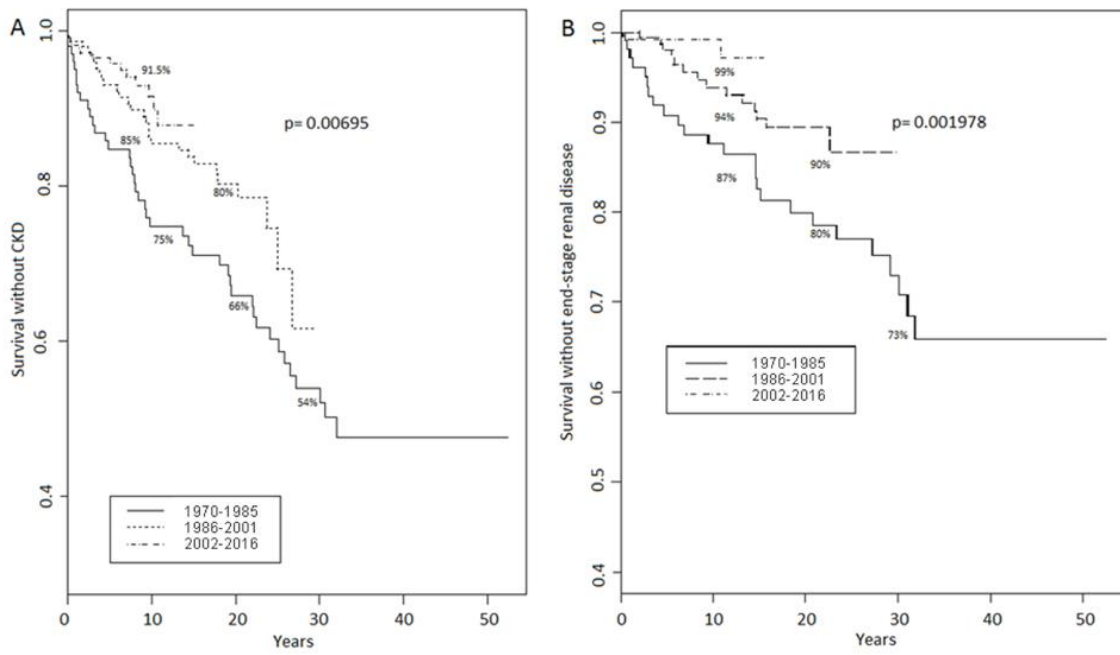 A
Survival without CKD
1.0
0.8
0.6
0.4
91.5%
85%
80%
75%
66%
54%
p= 0.00695
1970-1985
1986-2001
2002-2016
0 10 20 30 40 50
Years
B
Survival without end-stage renal disease
1.0
0.9
0.8
0.7
0.6
0.5
0.4
99%
94%
90%
87%
80%
73%
p= 0.001978
1970-1985
1986-2001
2002-2016
0 10 20 30 40 50
Years